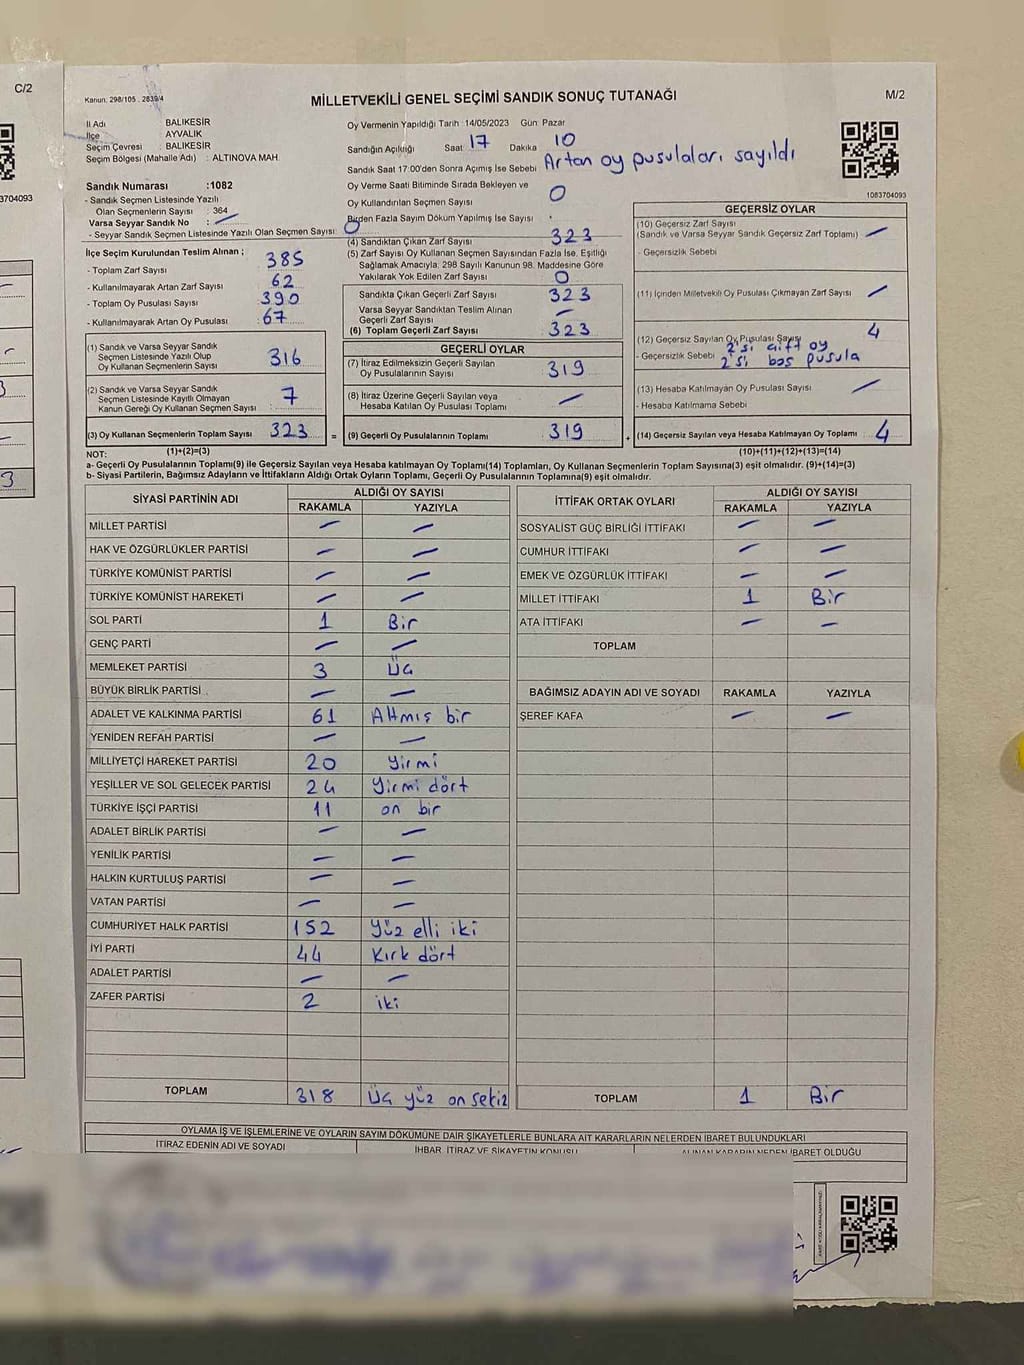 C/2
3704093
3
3
Kanun: 298/105 , 2839/4
MİLLETVEKİLİ GENEL SEÇİMİ SANDIK SONUÇ TUTANAĞI
M/2
İl Adı BALIKESİR
İlçe AYVALIK
Seçim Çevresi : BALIKESİR
Seçim Bölgesi (Mahalle Adı) : ALTINOVA MAH.
Oy Vermenin Yapıldığı Tarih :14/05/2023 Gün: Pazar
Sandığın Açıldığı Saat 17 Dakika 10
Sandık Saat 17:00'den Sonra Açımış İse Sebebi Artan oy pusulaları sayıldı
Oy Verme Saati Bitiminde Sırada Bekleyen ve
Oy Kullandırılan Seçmen Sayısı 0
Birden Fazla Sayım Döküm Yapılmış İse Sayısı
1083704093
Sandık Numarası :1082
- Sandık Seçmen Listesinde Yazılı
Olan Seçmenlerin Sayısı : 364
Varsa Seyyar Sandık No : —
- Seyyar Sandık Seçmen Listesinde Yazılı Olan Seçmen Sayısı 0
İlçe Seçim Kurulundan Teslim Alınan ;
- Toplam Zarf Sayısı 385
- Kullanılmayarak Artan Zarf Sayısı 62
- Toplam Oy Pusulası Sayısı 390
- Kullanılmayarak Artan Oy Pusulası 67
(4) Sandıktan Çıkan Zarf Sayısı 323
(5) Zarf Sayısı Oy Kullanan Seçmen Sayısından Fazla İse, Eşitliği
Sağlamak Amacıyla, 298 Sayılı Kanunun 98. Maddesine Göre
Yakılarak Yok Edilen Zarf Sayısı 0
Sandıkta Çıkan Geçerli Zarf Sayısı 323
Varsa Seyyar Sandıktan Teslim Alınan
Geçerli Zarf Sayısı —
(6) Toplam Geçerli Zarf Sayısı 323
GEÇERSİZ OYLAR
(10) Geçersiz Zarf Sayısı
(Sandık ve Varsa Seyyar Sandık Geçersiz Zarf Toplamı) —
- Geçersizlik Sebebi
(11) İçinden Milletvekili Oy Pusulası Çıkmayan Zarf Sayısı —
(12) Geçersiz Sayılan Oy Pusulası Sayısı 4
- Geçersizlik Sebebi 2'si çift oy
2'si boş pusula
(13) Hesaba Katılmayan Oy Pusulası Sayısı —
- Hesaba Katılmama Sebebi
(14) Geçersiz Sayılan veya Hesaba Katılmayan Oy Toplamı 4
(1) Sandık ve Varsa Seyyar Sandık
Seçmen Listesinde Yazılı Olup
Oy Kullanan Seçmenlerin Sayısı 316
(2) Sandık ve Varsa Seyyar Sandık
Seçmen Listesinde Kayıtlı Olmayan
Kanun Gereği Oy Kullanan Seçmen Sayısı 7
(3) Oy Kullanan Seçmenlerin Toplam Sayısı 323
=
GEÇERLİ OYLAR
(7) İtiraz Edilmeksizin Geçerli Sayılan
Oy Pusulalarının Sayısı 319
(8) İtiraz Üzerine Geçerli Sayılan veya
Hesaba Katılan Oy Pusulası Toplamı —
(9) Geçerli Oy Pusulalarının Toplamı 319
+
NOT: (1)+(2)=(3) (10)+(11)+(12)+(13)=(14)
a- Geçerli Oy Pusulalarının Toplamı(9) ile Geçersiz Sayılan veya Hesaba katılmayan Oy Toplamı(14) Toplamları, Oy Kullanan Seçmenlerin Toplam Sayısına(3) eşit olmalıdır. (9)+(14)=(3)
b- Siyasi Partilerin, Bağımsız Adayların ve İttifakların Aldığı Ortak Oyların Toplamı, Geçerli Oy Pusulalarının Toplamına(9) eşit olmalıdır.
SİYASİ PARTİNİN ADI ALDIĞI OY SAYISI
RAKAMLA YAZIYLA
MİLLET PARTİSİ — —
HAK VE ÖZGÜRLÜKLER PARTİSİ — —
TÜRKİYE KOMÜNİST PARTİSİ — —
TÜRKİYE KOMÜNİST HAREKETİ — —
SOL PARTİ 1 Bir
GENÇ PARTİ — —
MEMLEKET PARTİSİ 3 Üç
BÜYÜK BİRLİK PARTİSİ — —
ADALET VE KALKINMA PARTİSİ 61 Altmış bir
YENİDEN REFAH PARTİSİ — —
MİLLİYETÇİ HAREKET PARTİSİ 20 Yirmi
YEŞİLLER VE SOL GELECEK PARTİSİ 24 Yirmi dört
TÜRKİYE İŞÇİ PARTİSİ 11 on bir
ADALET BİRLİK PARTİSİ — —
YENİLİK PARTİSİ — —
HALKIN KURTULUŞ PARTİSİ — —
VATAN PARTİSİ — —
CUMHURİYET HALK PARTİSİ 152 Yüz elli iki
İYİ PARTİ 44 Kırk dört
ADALET PARTİSİ — —
ZAFER PARTİSİ 2 iki
TOPLAM 318 Üç yüz on sekiz
İTTİFAK ORTAK OYLARI ALDIĞI OY SAYISI
RAKAMLA YAZIYLA
SOSYALİST GÜÇ BİRLİĞİ İTTİFAKI — —
CUMHUR İTTİFAKI — —
EMEK VE ÖZGÜRLÜK İTTİFAKI — —
MİLLET İTTİFAKI 1 Bir
ATA İTTİFAKI — —
TOPLAM
BAĞIMSIZ ADAYIN ADI VE SOYADI RAKAMLA YAZIYLA
ŞEREF KAFA — —
TOPLAM 1 Bir
OYLAMA İŞ VE İŞLEMLERİNE VE OYLARIN SAYIM DÖKÜMÜNE DAİR ŞİKAYETLERLE BUNLARA AİT KARARLARIN NELERDEN İBARET BULUNDUKLARI
İTİRAZ EDENİN ADI VE SOYADI İHBAR, İTİRAZ VE ŞİKAYETİN KONUSU ALINAN KARARIN NEDEN İBARET OLDUĞU